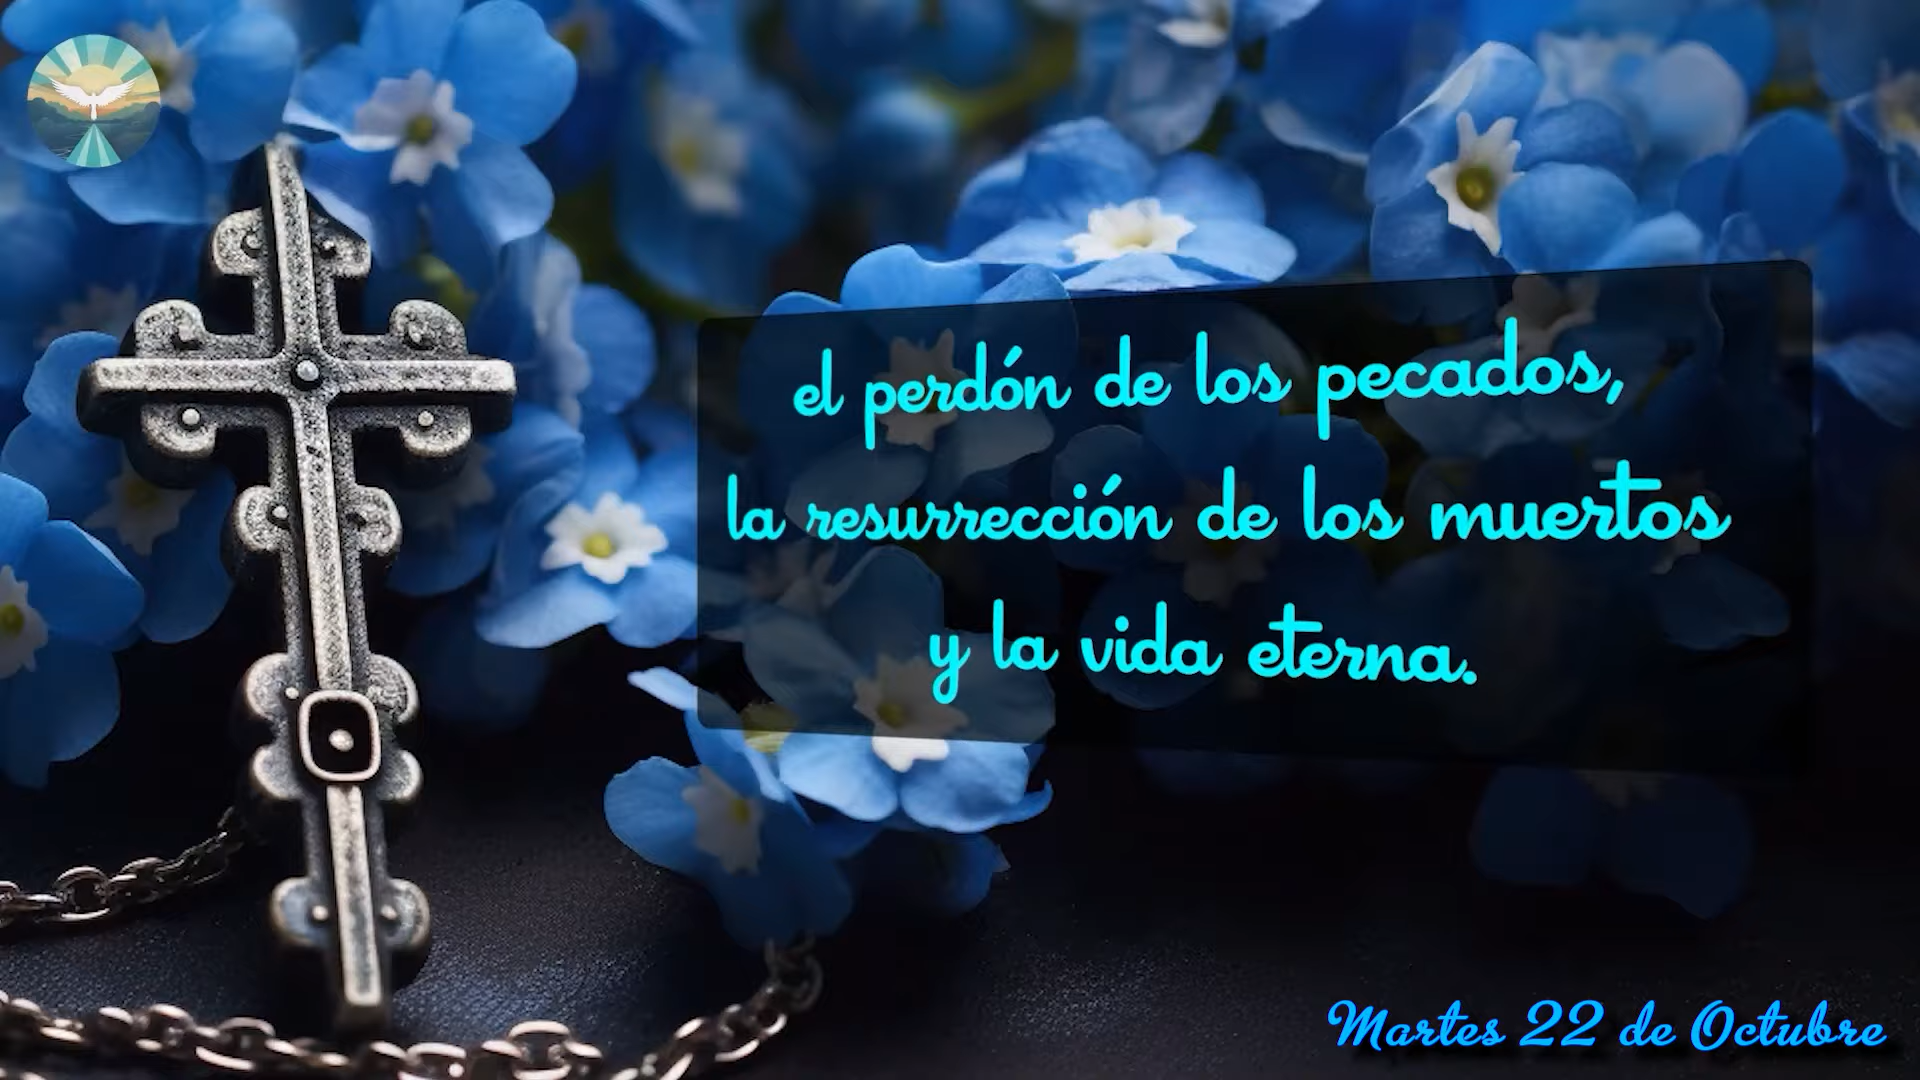 el perdón de los pecados,
la resurrección de los muertos
y la vida eterna.
Martes 22 de Octubre